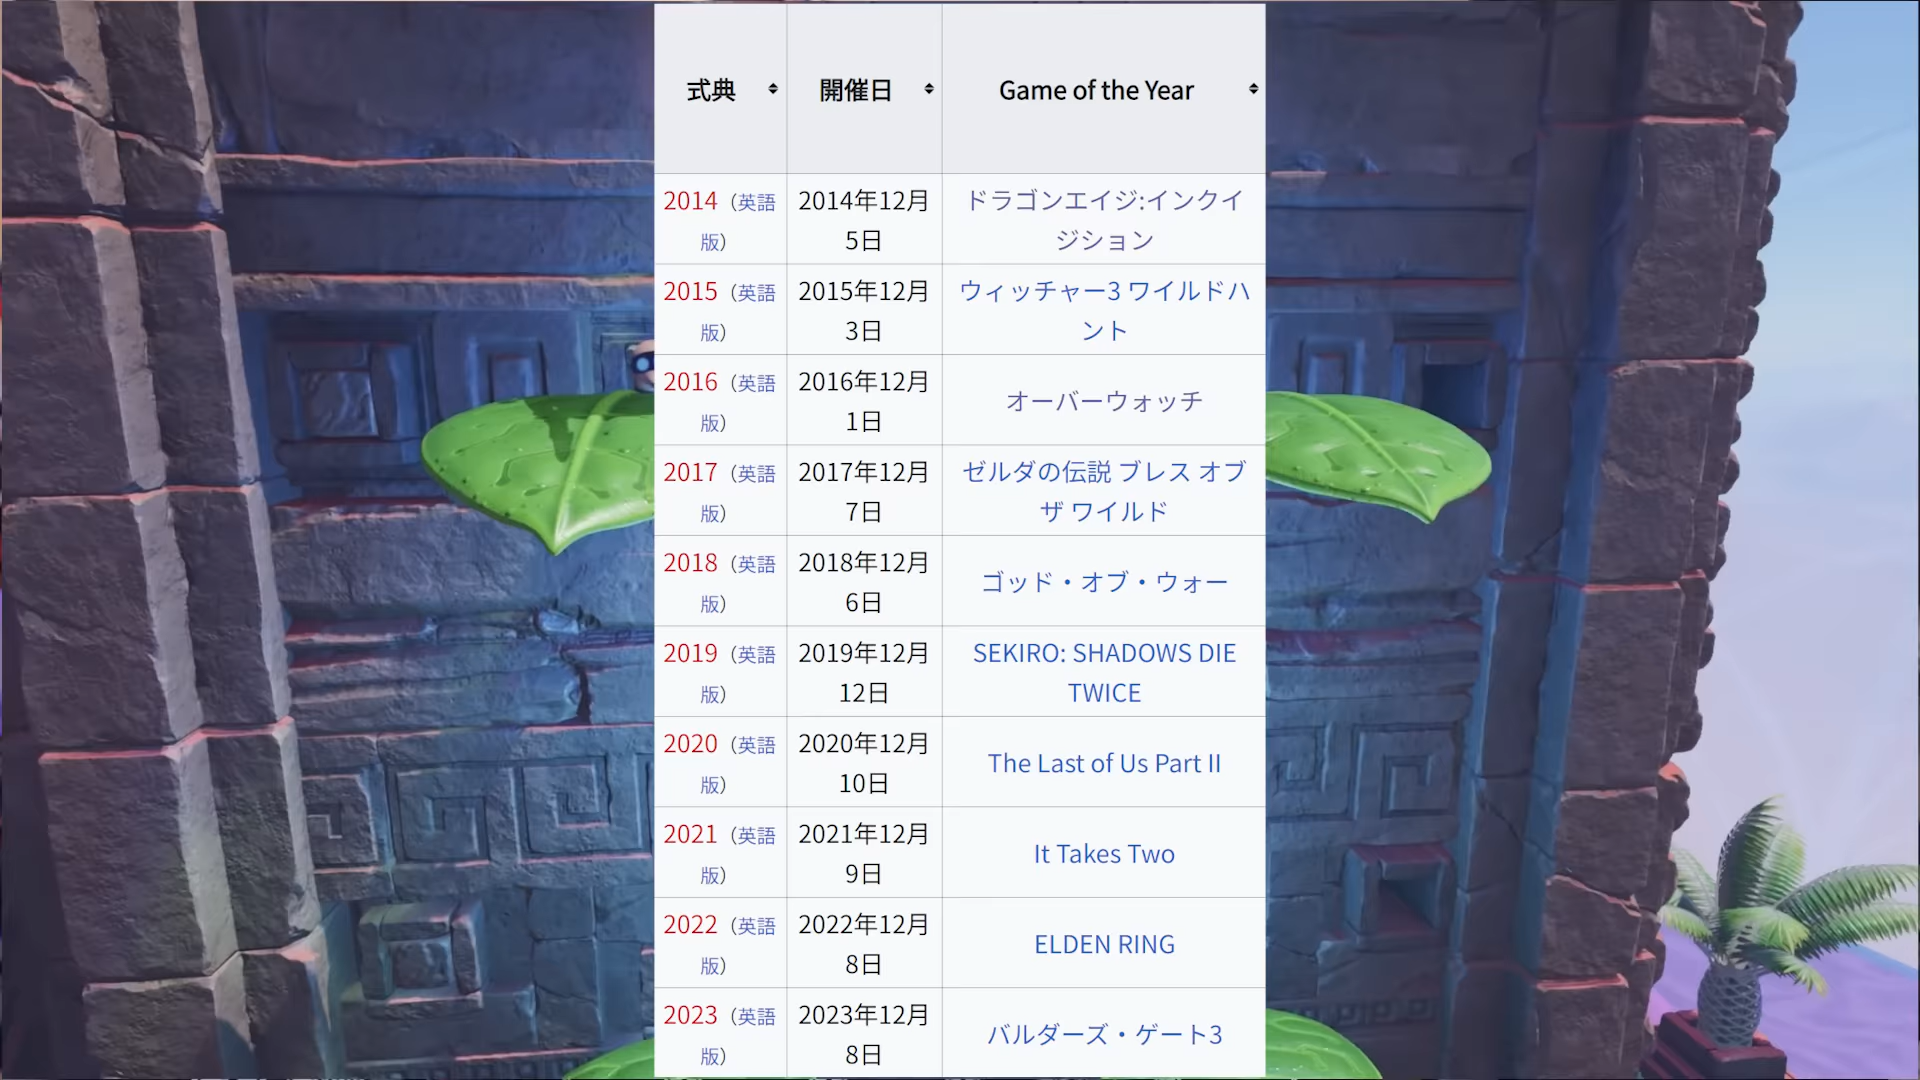 式典 開催日 Game of the Year
2014（英語版） 2014年12月5日 ドラゴンエイジ:インクイジション
2015（英語版） 2015年12月3日 ウィッチャー3 ワイルドハント
2016（英語版） 2016年12月1日 オーバーウォッチ
2017（英語版） 2017年12月7日 ゼルダの伝説 ブレス オブ ザ ワイルド
2018（英語版） 2018年12月6日 ゴッド・オブ・ウォー
2019（英語版） 2019年12月12日 SEKIRO: SHADOWS DIE TWICE
2020（英語版） 2020年12月10日 The Last of Us Part II
2021（英語版） 2021年12月9日 It Takes Two
2022（英語版） 2022年12月8日 ELDEN RING
2023（英語版） 2023年12月8日 バルダーズ・ゲート3